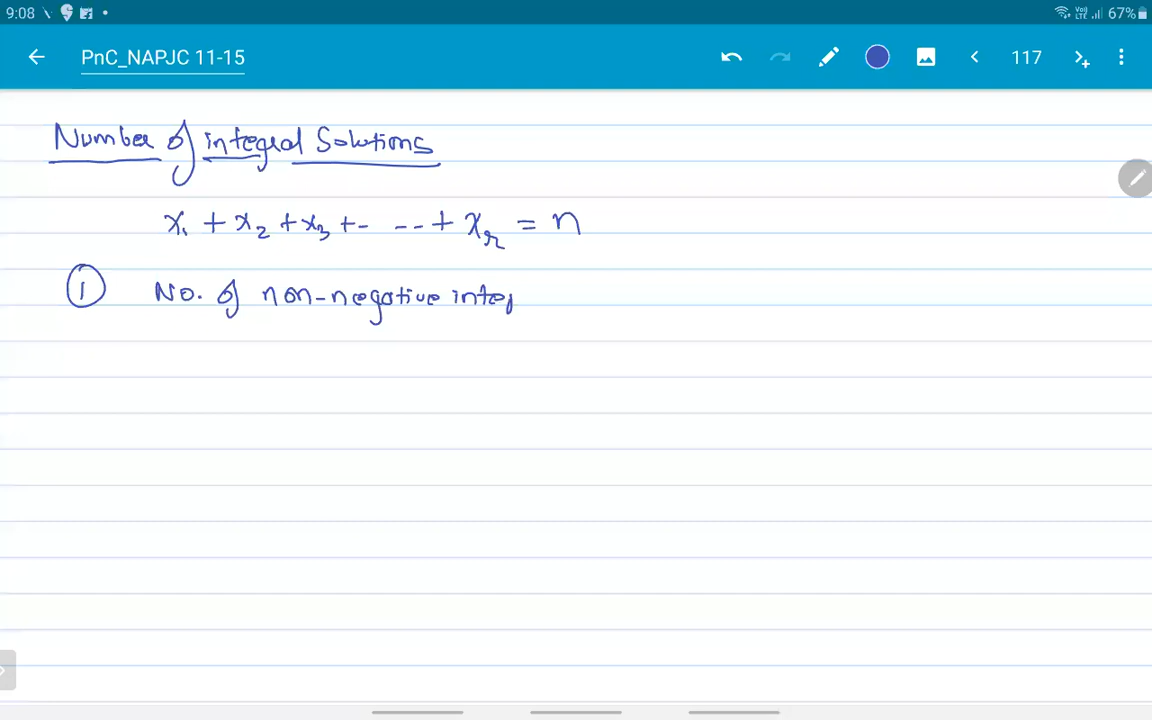 9:08 67%
PnC_NAPJC 11-15 117
Number of integral Solutions
x₁ + x₂ + x₃ + - -- + xᵣ = n
① No. of non-negative integ